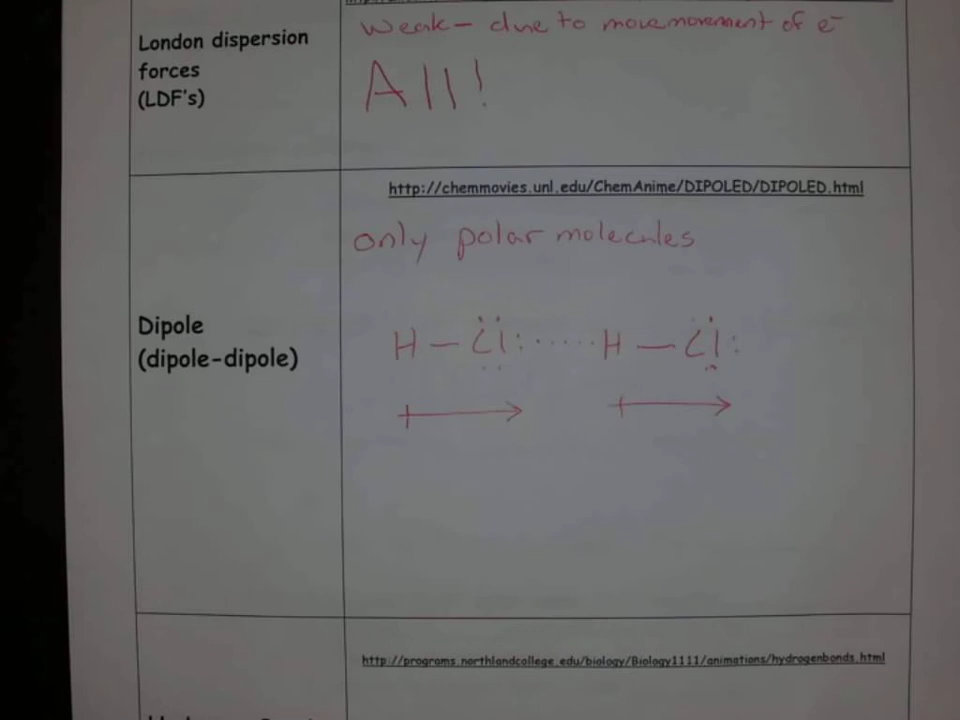 weak — due to movemovement of e⁻
London dispersion
forces
(LDF's)
All!
http://chemmovies.unl.edu/ChemAnime/DIPOLED/DIPOLED.html
only polar molecules
Dipole
(dipole-dipole)
H — Cl: ····· H — Cl:
http://programs.northlandcollege.edu/biology/Biology1111/animations/hydrogenbonds.html